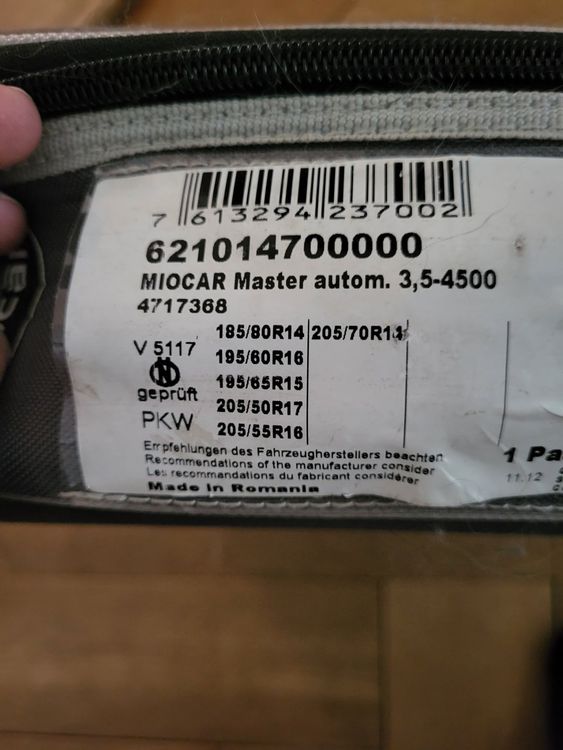 7 613294 237002
621014700000
MIOCAR Master autom. 3,5-4500
4717368
V 5117
geprüft
PKW
185/80R14 205/70R14
195/60R16
195/65R15
205/50R17
205/55R16
Empfehlungen des Fahrzeugherstellers beachten
Recommendations of the manufacturer consider
Les recommandations du fabricant considérer
Made in Romania
1 Pa
11.12